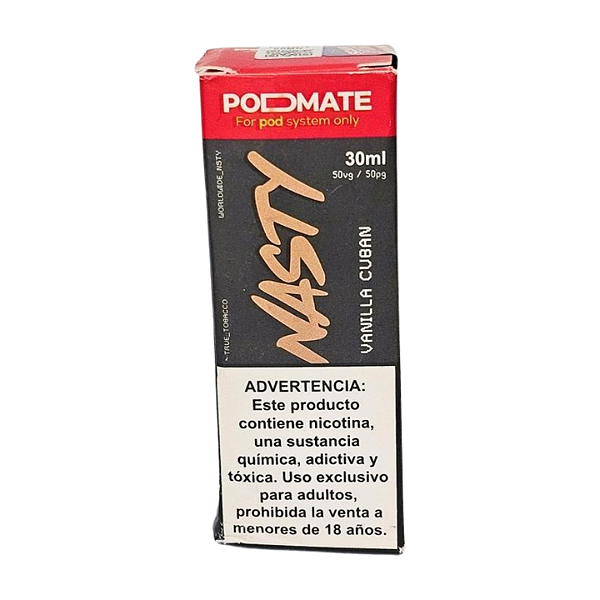 PODMATE
For pod system only
30ml
50vg / 50pg
WORLDWIDE_NSTY
NASTY
VANILLA CUBAN
~ TRUE_TOBACCO
ADVERTENCIA:
Este producto
contiene nicotina,
una sustancia
química, adictiva y
tóxica. Uso exclusivo
para adultos,
prohibida la venta a
menores de 18 años.